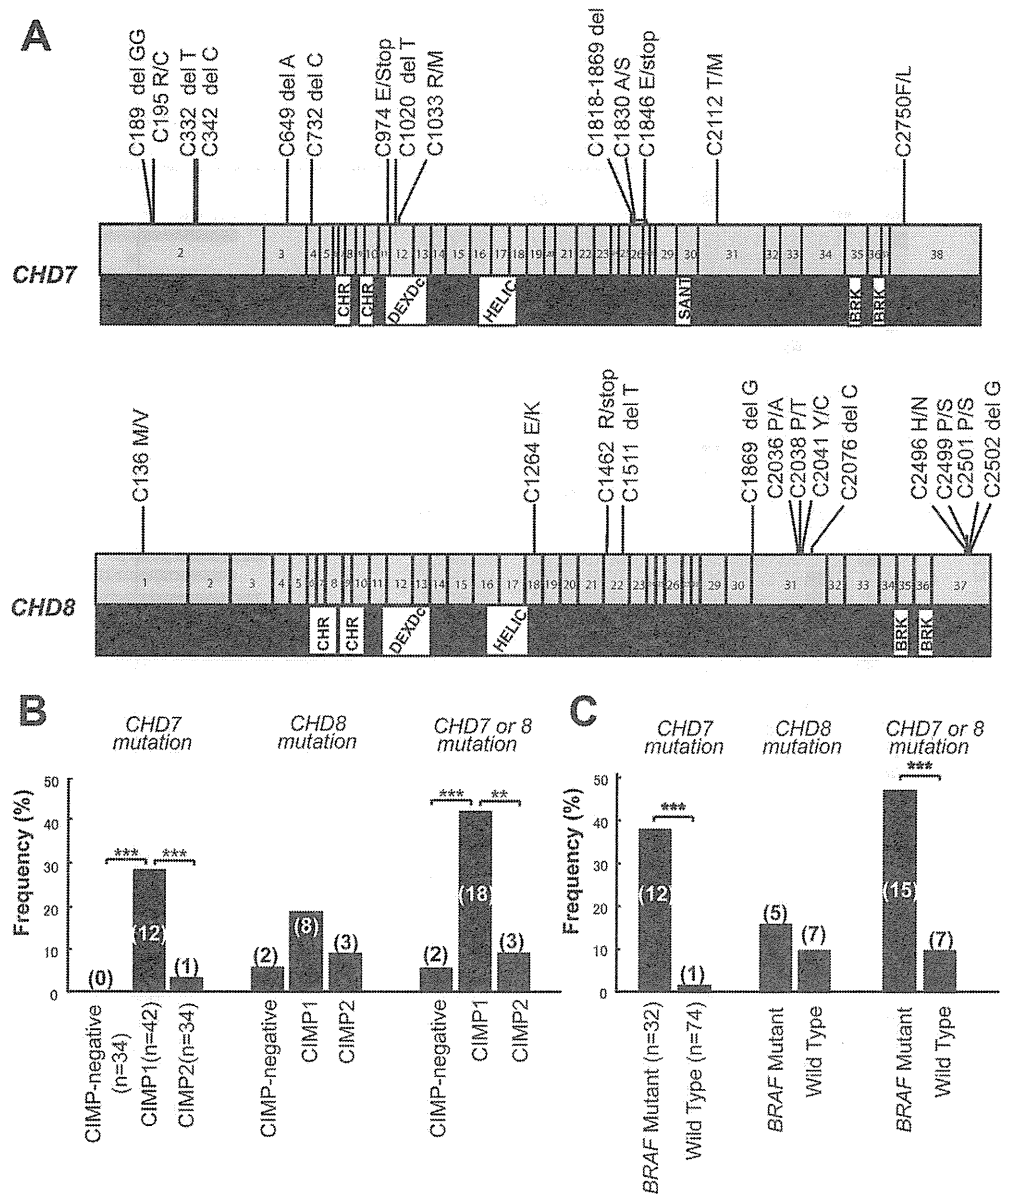 A
C189 del GG
C195 R/C
C332 del T
C342 del C
C649 del A
C732 del C
C974 E/Stop
C1020 del T
C1033 R/M
C1818-1869 del
C1830 A/S
C1846 E/stop
C2112 T/M
C2750F/L
CHD7
2 3 4 5 8 10 12 13 14 15 16 17 18 19 21 22 23 25 26 29 30 31 32 33 34 35 36 38
CHR CHR DEXDc HELIC SANT BRK BRK
C136 M/V
C1264 E/K
C1462 R/stop
C1511 del T
C1869 del G
C2036 P/A
C2038 P/T
C2041 Y/C
C2076 del C
C2496 H/N
C2499 P/S
C2501 P/S
C2502 del G
CHD8
1 2 3 4 5 7 8 9 10 11 12 13 14 15 16 17 18 19 20 21 22 23 26 29 30 31 32 33 34 35 36 37
CHR CHR DEXDc HELIC BRK BRK
B
CHD7
mutation
CHD8
mutation
CHD7 or 8
mutation
Frequency (%)
50
40
30
20
10
0
*** ***
*** **
(0) (12) (1)
(2) (8) (3)
(2) (18) (3)
CIMP-negative
(n=34)
CIMP1(n=42)
CIMP2(n=34)
CIMP-negative
CIMP1
CIMP2
CIMP-negative
CIMP1
CIMP2
C
CHD7
mutation
CHD8
mutation
CHD7 or 8
mutation
Frequency (%)
50
40
30
20
10
0
***
***
(12) (1)
(5) (7)
(15) (7)
BRAF Mutant (n=32)
Wild Type (n=74)
BRAF Mutant
Wild Type
BRAF Mutant
Wild Type